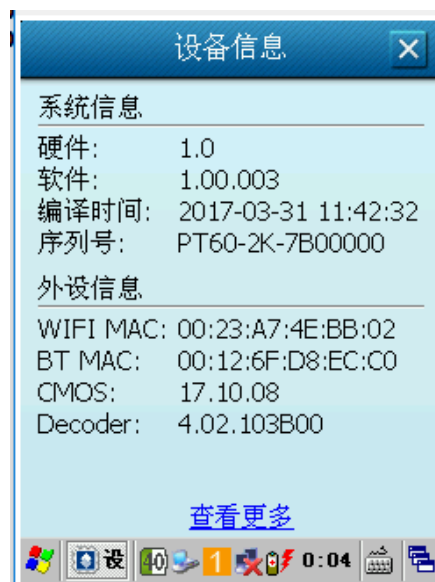 设备信息
系统信息
硬件: 1.0
软件: 1.00.003
编译时间: 2017-03-31 11:42:32
序列号: PT60-2K-7B00000
外设信息
WIFI MAC: 00:23:A7:4E:BB:02
BT MAC: 00:12:6F:D8:EC:C0
CMOS: 17.10.08
Decoder: 4.02.103B00
查看更多
设 40 1 0:04